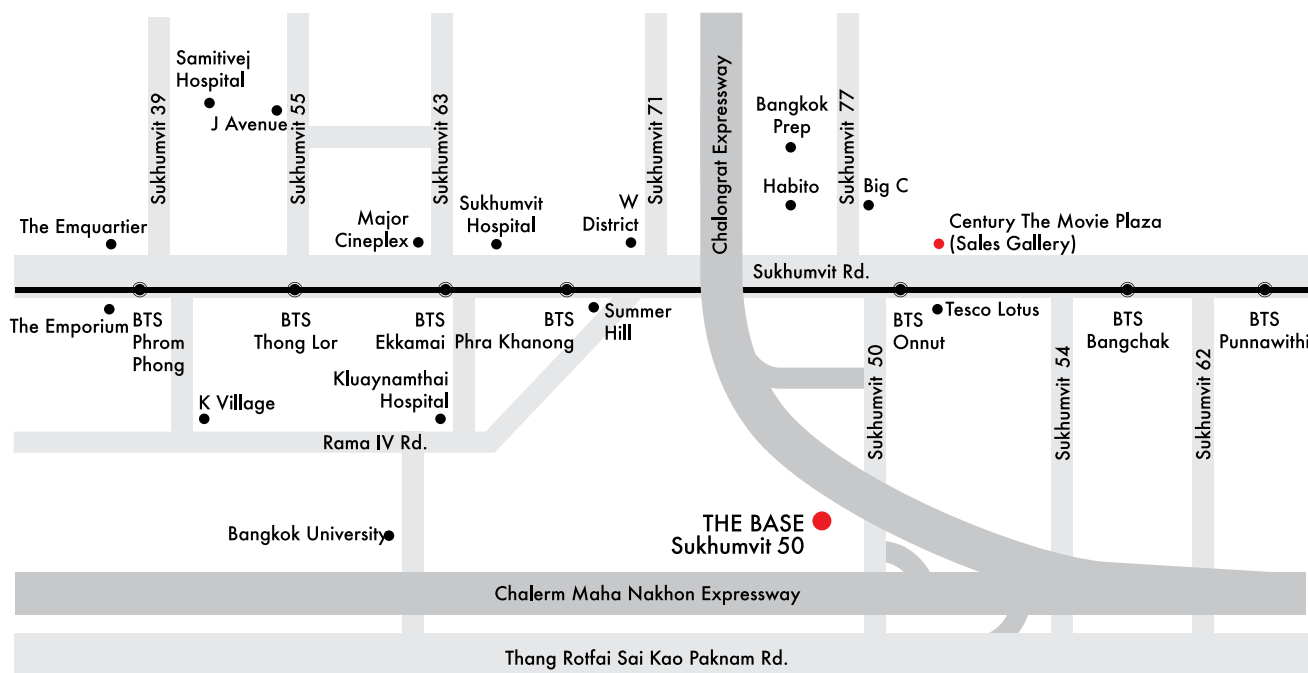 Samitivej
Hospital
J Avenue
Sukhumvit 39
Sukhumvit 55
Sukhumvit 63
Sukhumvit 71
Chalongrat Expressway
Bangkok
Prep
Sukhumvit 77
Habito
Big C
The Emquartier
Major
Cineplex
Sukhumvit
Hospital
W
District
Century The Movie Plaza
(Sales Gallery)
Sukhumvit Rd.
The Emporium
BTS
Phrom
Phong
BTS
Thong Lor
BTS
Ekkamai
BTS
Phra Khanong
Summer
Hill
BTS
Onnut
Tesco Lotus
BTS
Bangchak
BTS
Punnawithi
K Village
Kluaynamthai
Hospital
Sukhumvit 50
Sukhumvit 54
Sukhumvit 62
Rama IV Rd.
Bangkok University
THE BASE
Sukhumvit 50
Chalerm Maha Nakhon Expressway
Thang Rotfai Sai Kao Paknam Rd.